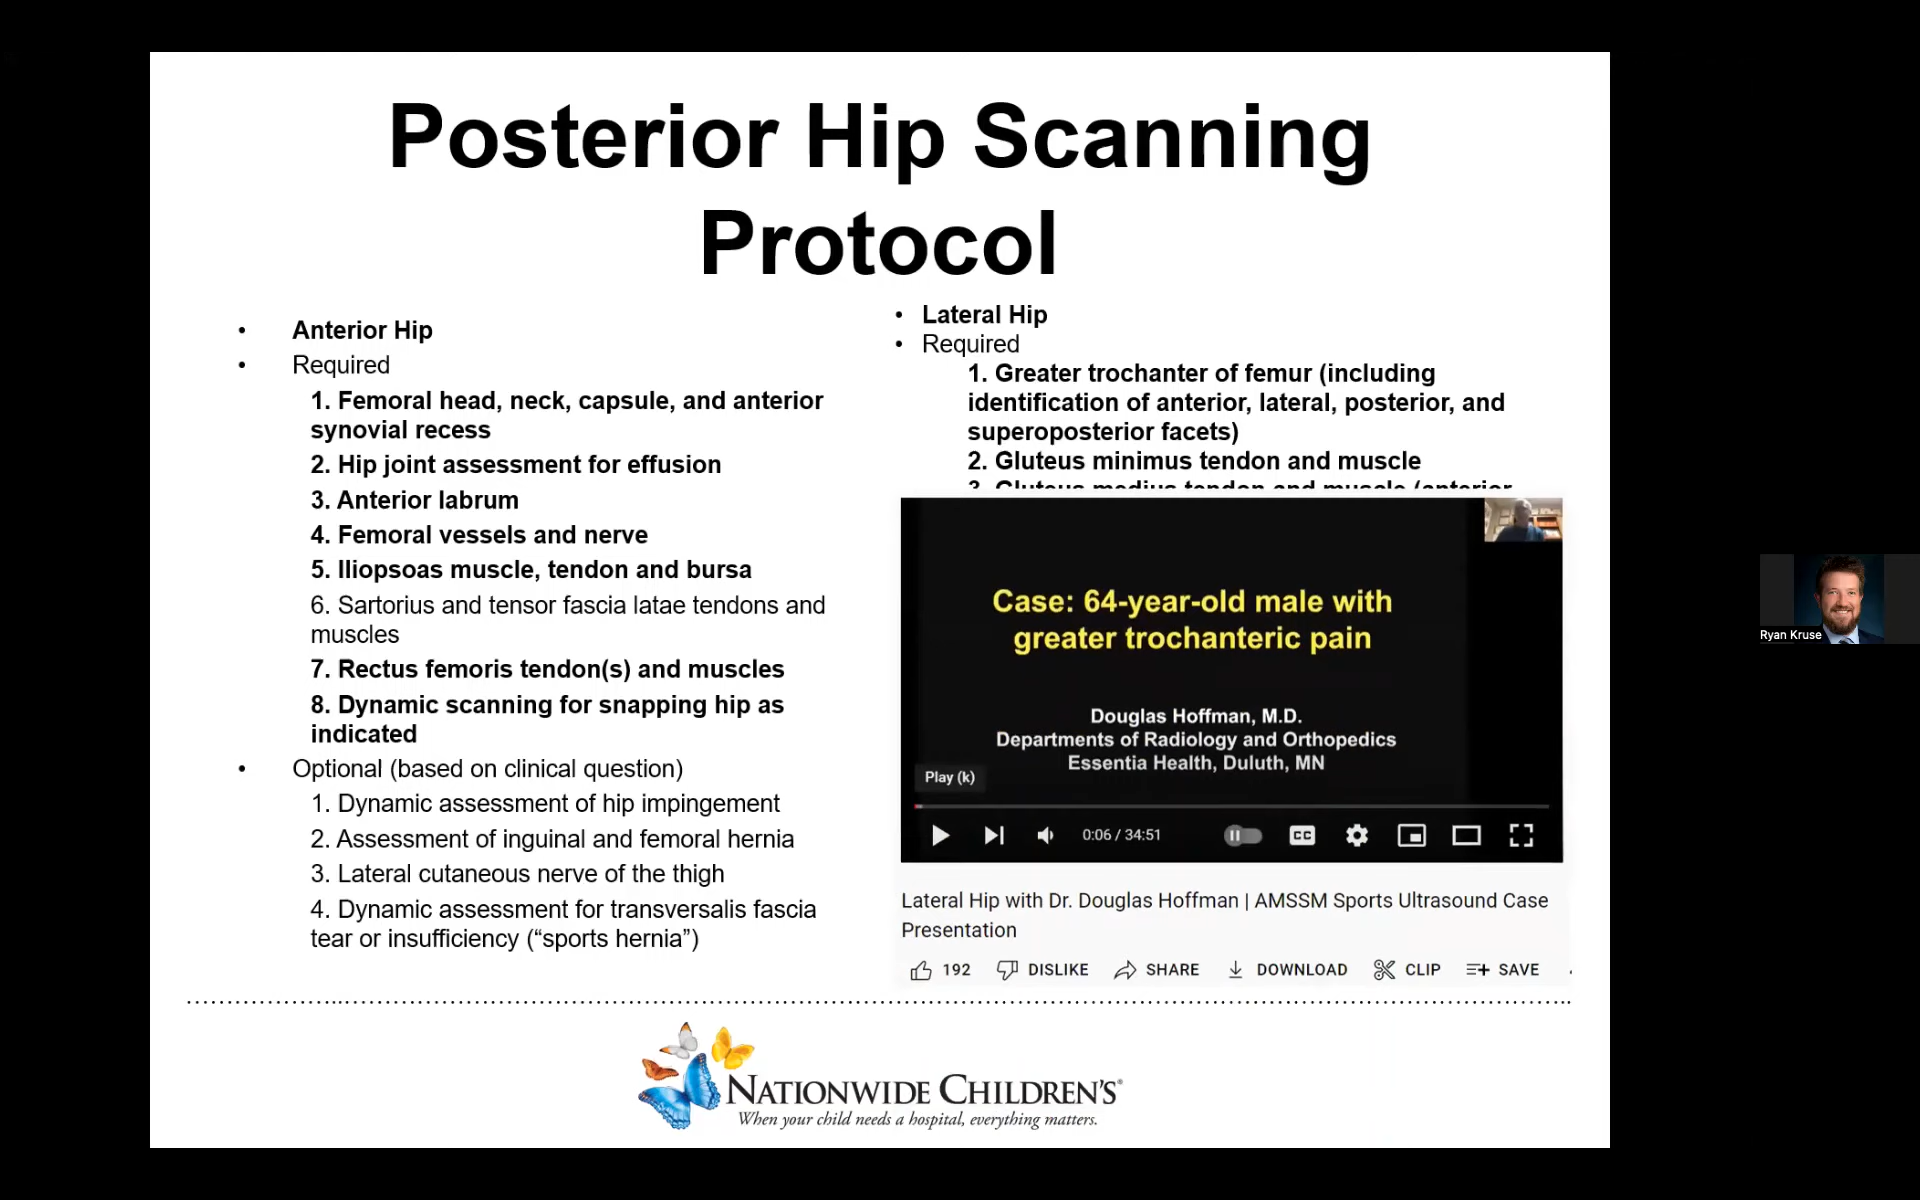 Posterior Hip Scanning
Protocol
• Anterior Hip
• Required
1. Femoral head, neck, capsule, and anterior
synovial recess
2. Hip joint assessment for effusion
3. Anterior labrum
4. Femoral vessels and nerve
5. Iliopsoas muscle, tendon and bursa
6. Sartorius and tensor fascia latae tendons and
muscles
7. Rectus femoris tendon(s) and muscles
8. Dynamic scanning for snapping hip as
indicated
• Optional (based on clinical question)
1. Dynamic assessment of hip impingement
2. Assessment of inguinal and femoral hernia
3. Lateral cutaneous nerve of the thigh
4. Dynamic assessment for transversalis fascia
tear or insufficiency (“sports hernia”)
• Lateral Hip
• Required
1. Greater trochanter of femur (including
identification of anterior, lateral, posterior, and
superoposterior facets)
2. Gluteus minimus tendon and muscle
3. Gluteus medius tendon and muscle (anterior
Case: 64-year-old male with
greater trochanteric pain
Douglas Hoffman, M.D.
Departments of Radiology and Orthopedics
Essentia Health, Duluth, MN
Play (k)
0:06 / 34:51
CC
Lateral Hip with Dr. Douglas Hoffman | AMSSM Sports Ultrasound Case
Presentation
192 DISLIKE SHARE DOWNLOAD CLIP SAVE
NATIONWIDE CHILDREN'S®
When your child needs a hospital, everything matters.
Ryan Kruse